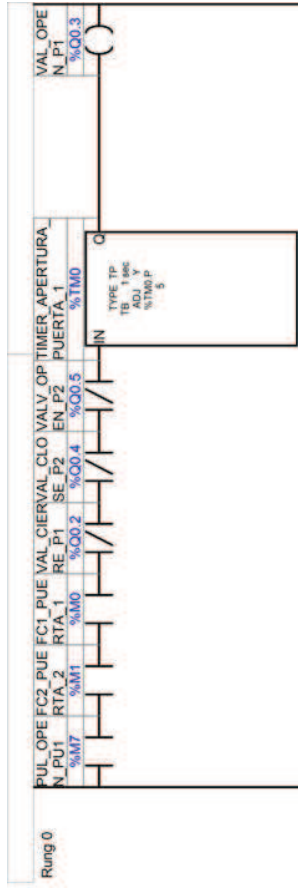 Rung 0
PUL_OPE FC2_PUE FC1_PUE VAL_CIER VAL_CLO VALV_OP TIMER_APERTURA_ VAL_OPE
N_PU1 RTA_2 RTA_1 RE_P1 SE_P2 EN_P2 PUERTA_1 N_P1
%M7 %M1 %M0 %Q0.2 %Q0.4 %Q0.5 %TM0 %Q0.3
IN Q
TYPE TP
TB 1 sec
ADJ Y
%TM0.P
5